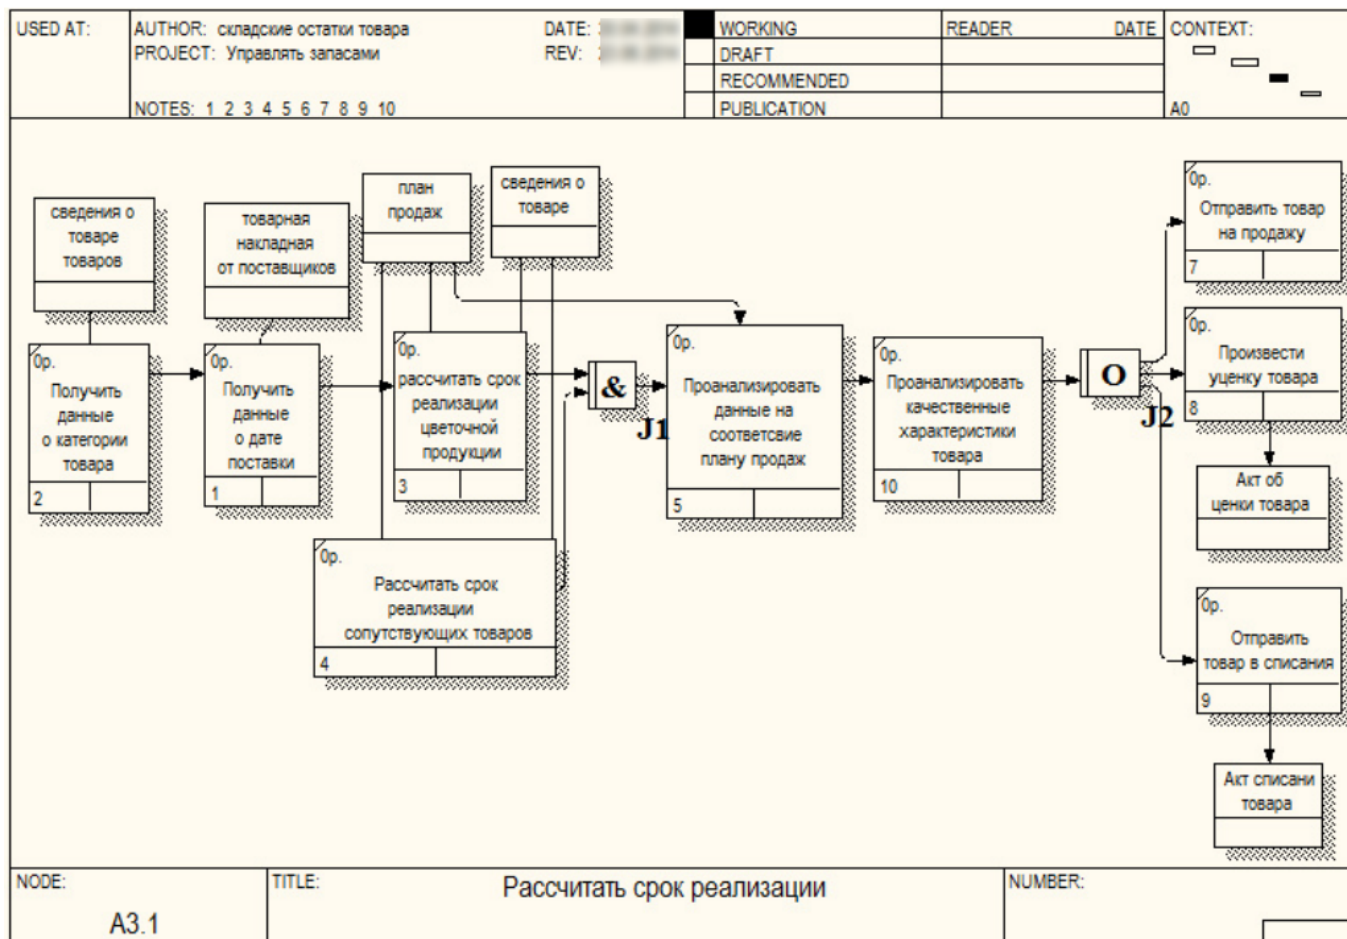 USED AT:
AUTHOR: складские остатки товара
DATE:
PROJECT: Управлять запасами
REV:
NOTES: 1 2 3 4 5 6 7 8 9 10
WORKING
DRAFT
RECOMMENDED
PUBLICATION
READER DATE
CONTEXT:
A0
сведения о
товаре
товаров
товарная
накладная
от поставщиков
план
продаж
сведения о
товаре
0р.
Получить
данные
о категории
товара
2
0р.
Получить
данные
о дате
поставки
1
0р.
рассчитать срок
реализации
цветочной
продукции
3
0р.
Рассчитать срок
реализации
сопутствующих товаров
4
&
J1
0р.
Проанализировать
данные на
соответсвие
плану продаж
5
0р.
Проанализировать
качественные
характеристики
товара
10
O
J2
0р.
Отправить товар
на продажу
7
0р.
Произвести
уценку товара
8
Акт об
ценки товара
0р.
Отправить
товар в списания
9
Акт списани
товара
NODE:
A3.1
TITLE:
Рассчитать срок реализации
NUMBER: